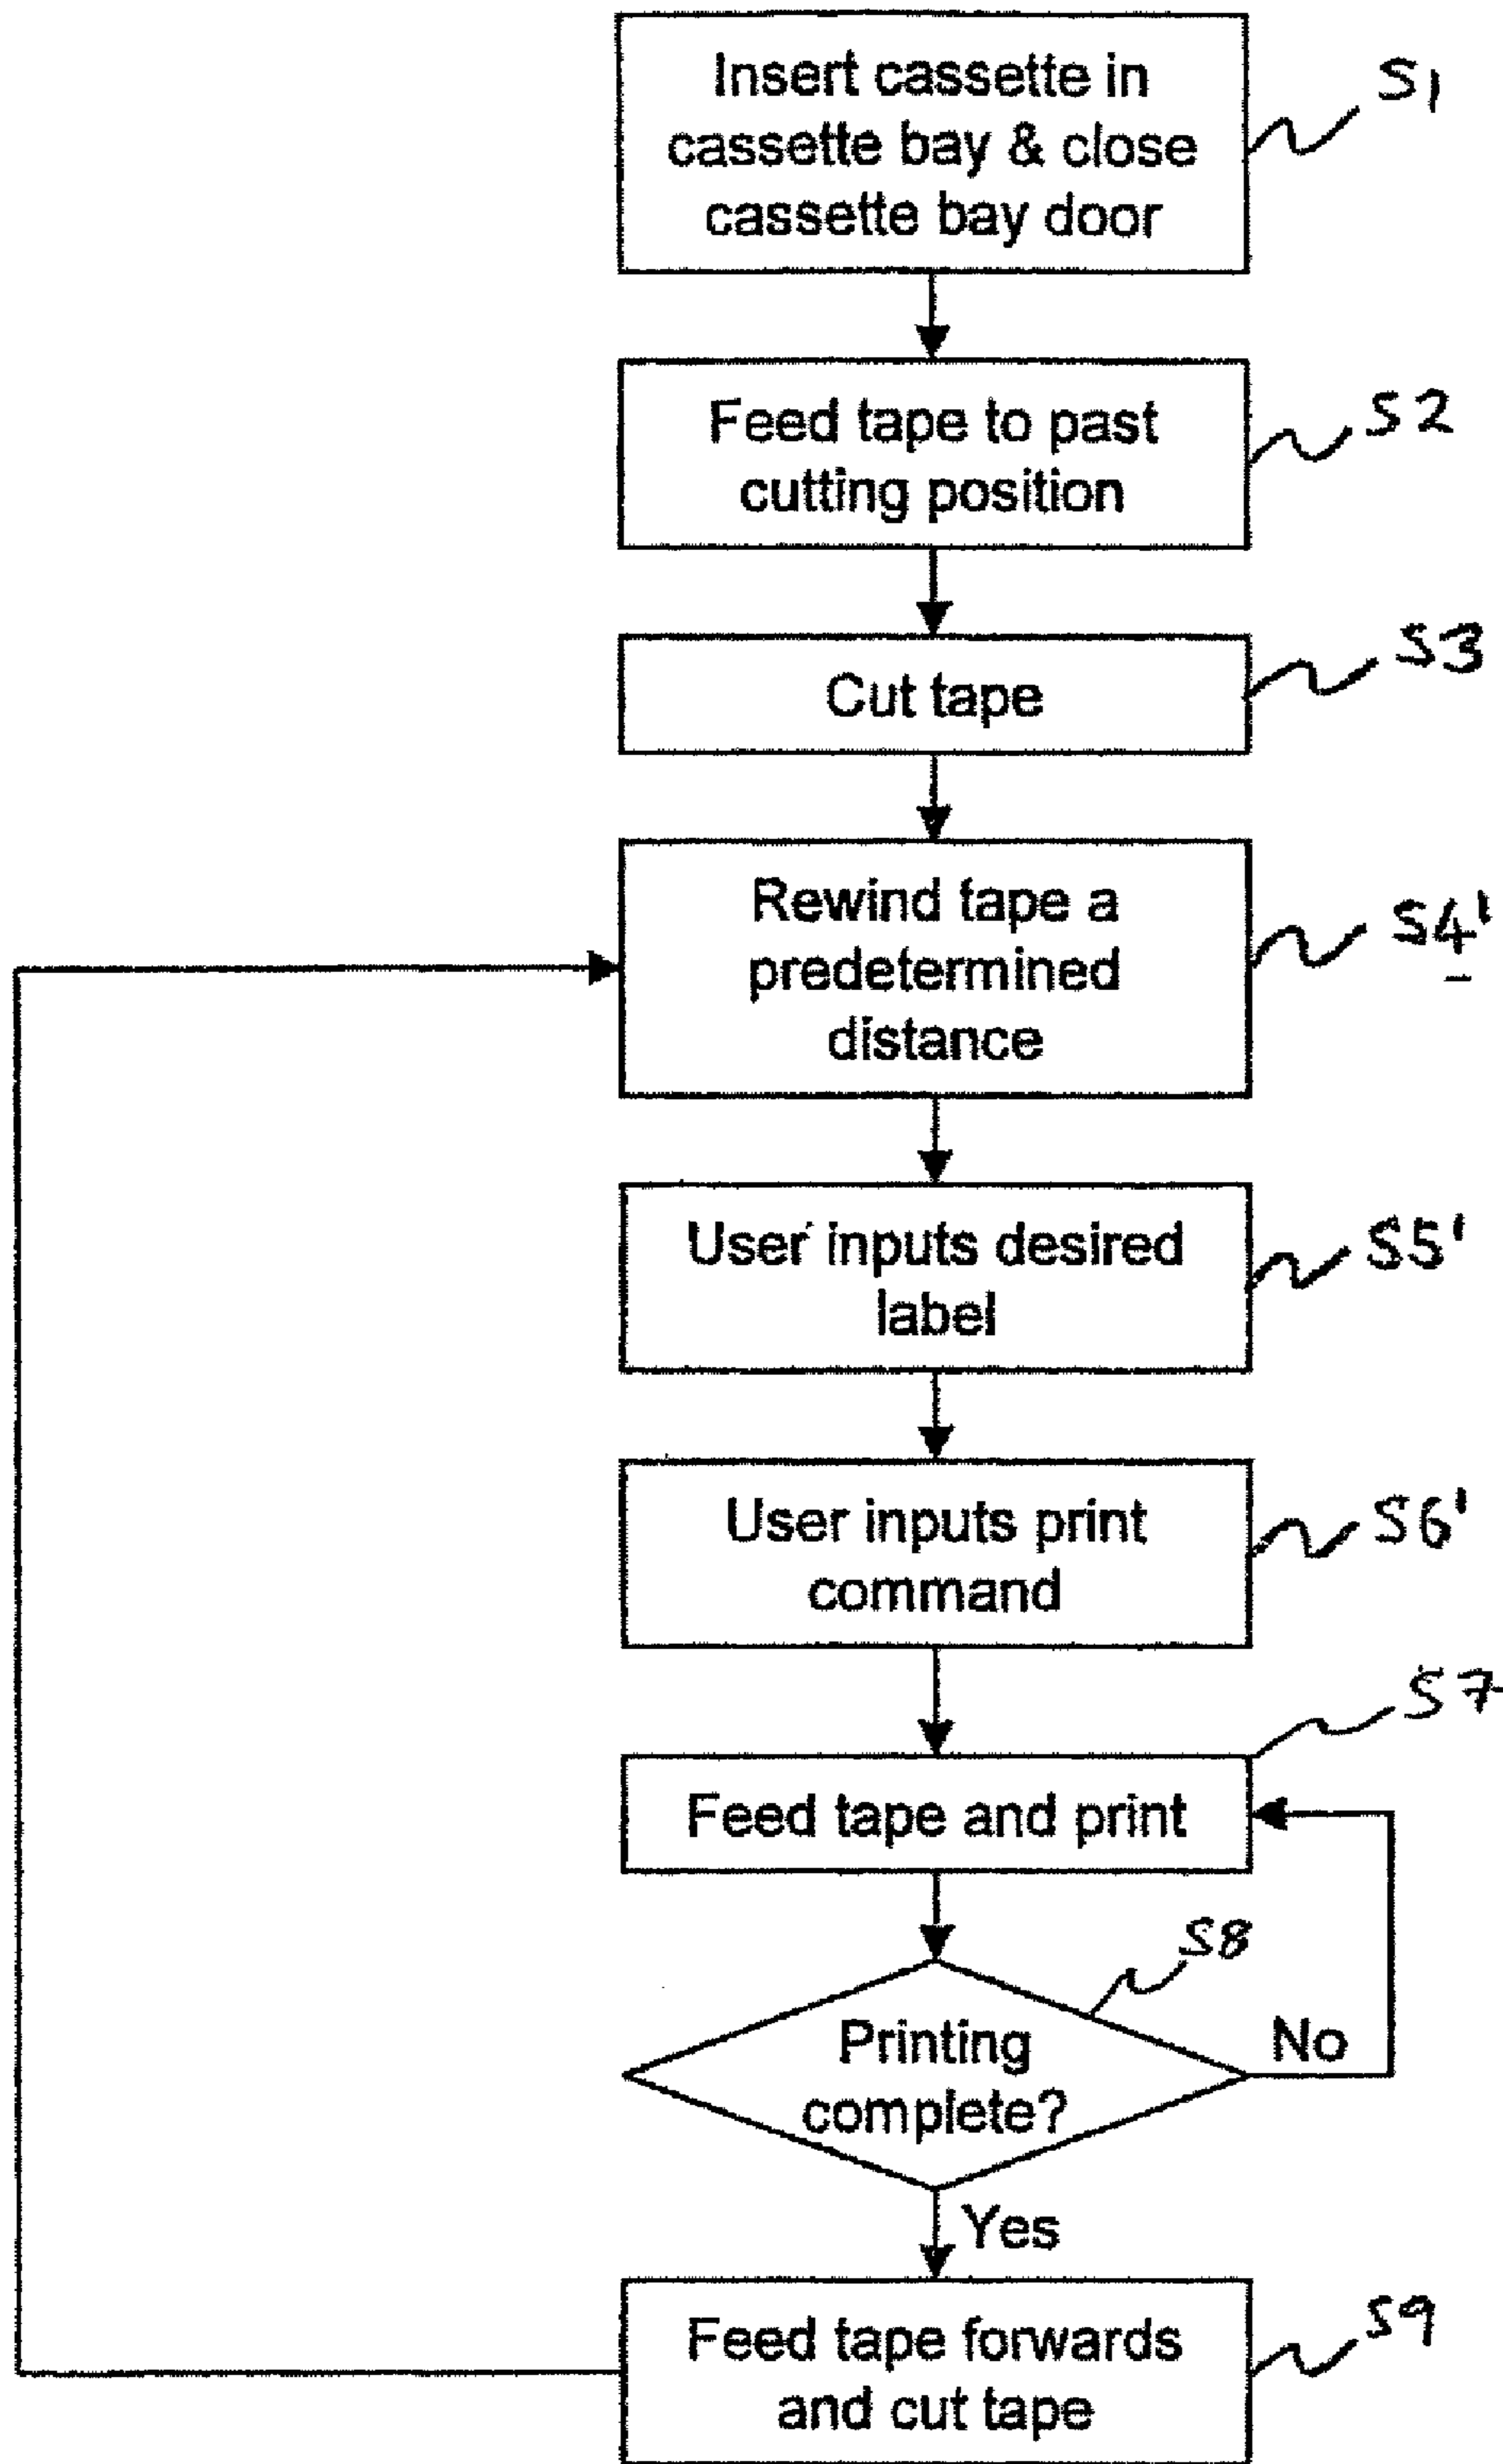 Insert cassette in
cassette bay & close
cassette bay door
S1
Feed tape to past
cutting position
S2
Cut tape
S3
Rewind tape a
predetermined
distance
S4'
User inputs desired
label
S5'
User inputs print
command
S6'
S7
Feed tape and print
S8
Printing
complete?
No
Yes
Feed tape forwards
and cut tape
S9